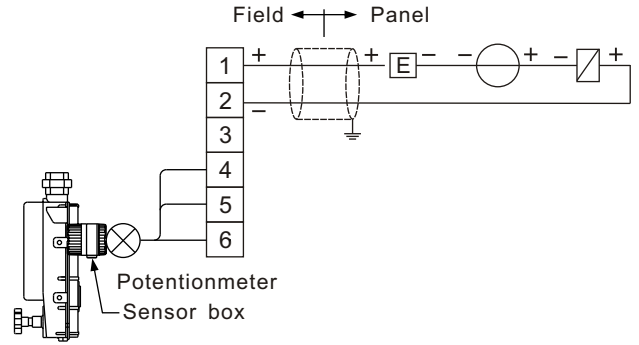 Field Panel
1 + + E − − + − +
2 −
3
4
5
6
Potentionmeter
Sensor box